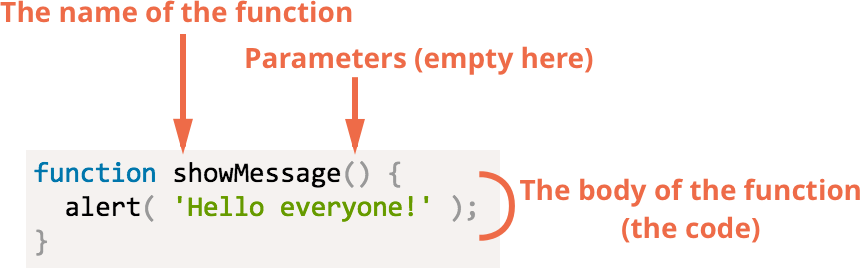 The name of the function
Parameters (empty here)
function showMessage() {
  alert( 'Hello everyone!' );
}
The body of the function
(the code)